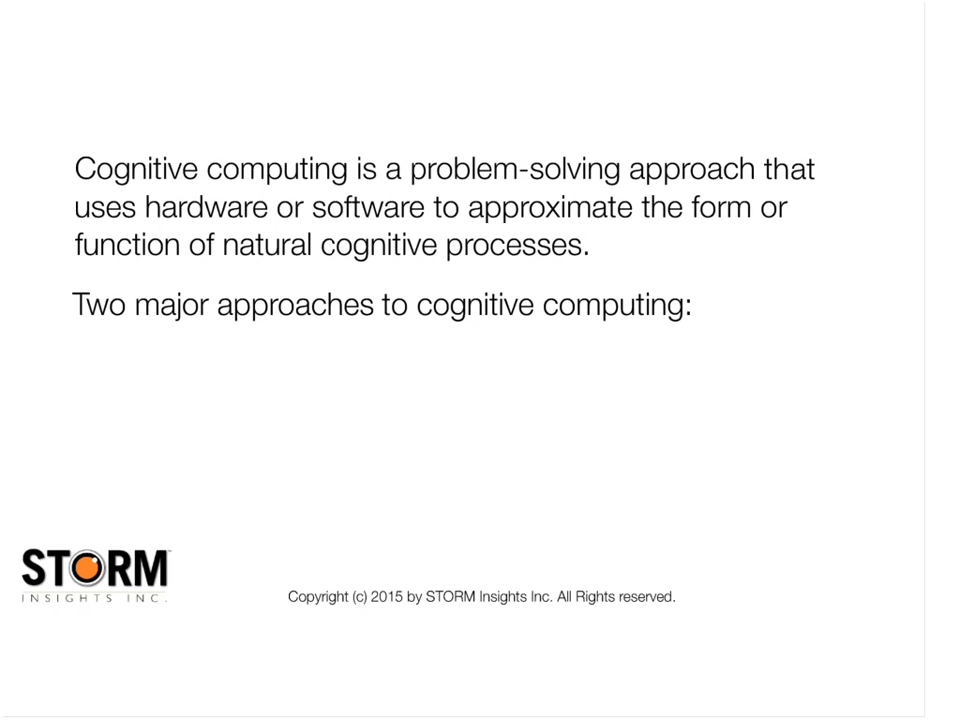 Cognitive computing is a problem-solving approach that
uses hardware or software to approximate the form or
function of natural cognitive processes.
Two major approaches to cognitive computing:
STORM
INSIGHTS INC.
Copyright (c) 2015 by STORM Insights Inc. All Rights reserved.